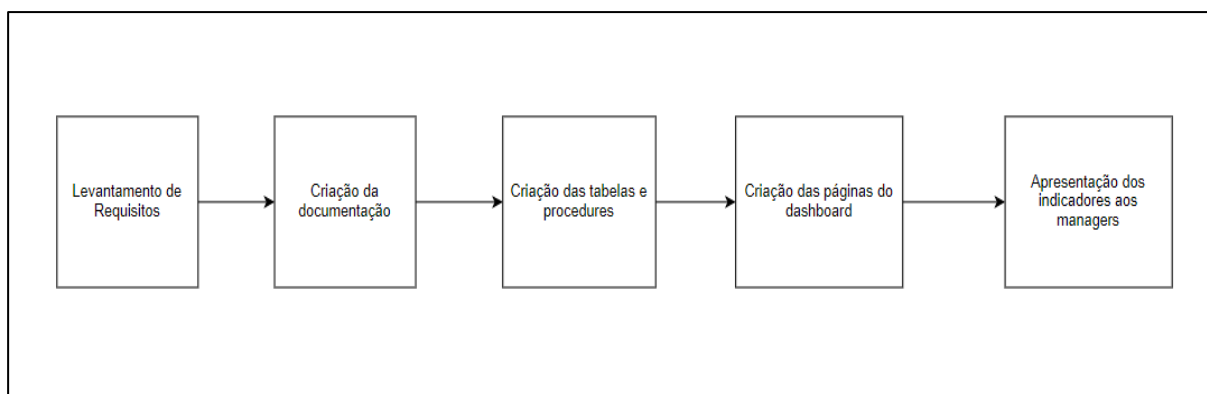 Levantamento de
Requisitos
Criação da
documentação
Criação das tabelas e
procedures
Criação das páginas do
dashboard
Apresentação dos
indicadores aos
managers